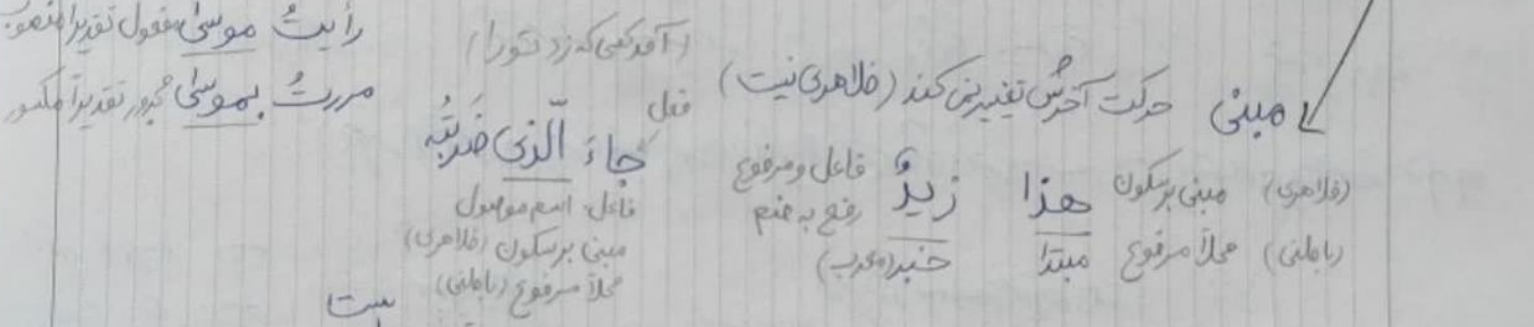 رأیتُ موسیٰ مفعول تقدیراً منصوب
مررتُ بموسیٰ مجرور تقدیراً مکسور
مبنی حرکت آخرش تغییر نمی کند (ظاهری نیست)
(ظاهری) مبنی بر سکون هذا زیدٌ فاعل و مرفوع
رفع به ضم
(باطنی) محلاً مرفوع مبتدا خبر (معرب)
(آمد کسی که زد تو را)
فعل
جاءَ الّذی ضَرَبْتُه
فاعل، اسم موصول
مبنی بر سکون (ظاهری)
محلاً مرفوع (باطنی)